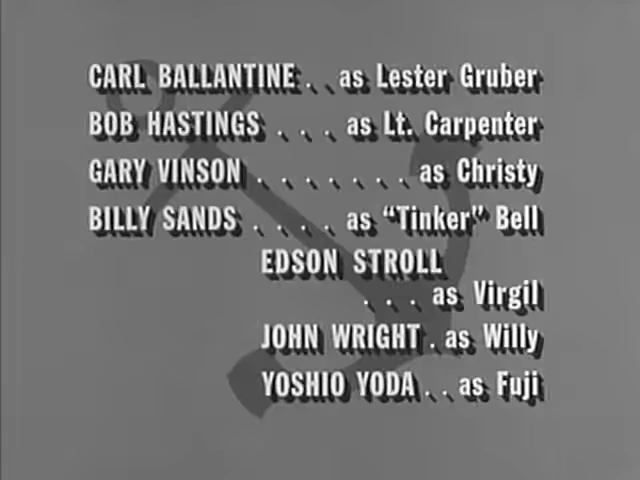 CARL BALLANTINE . . as Lester Gruber
BOB HASTINGS . . . as Lt. Carpenter
GARY VINSON . . . . . . . as Christy
BILLY SANDS . . . . as "Tinker" Bell
EDSON STROLL
. . . as Virgil
JOHN WRIGHT . as Willy
YOSHIO YODA . . as Fuji